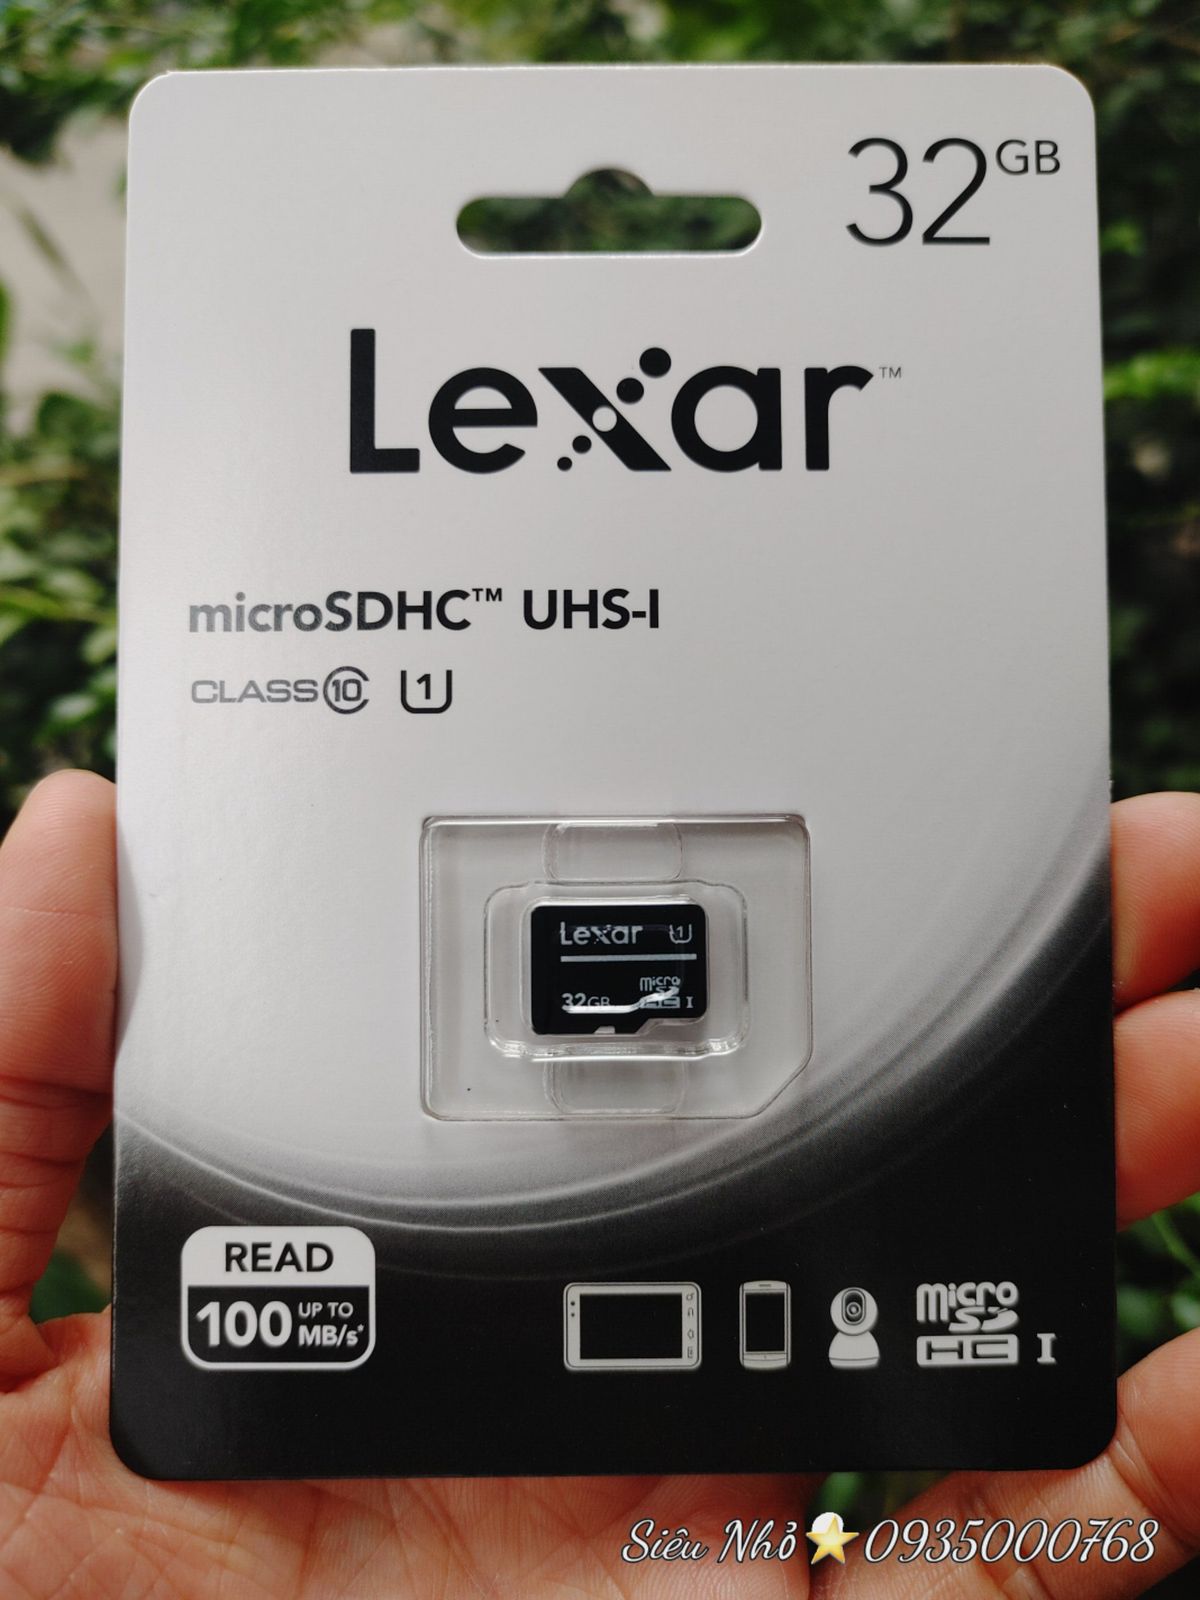 32GB
Lexar™
microSDHC™ UHS-I
CLASS 10 U1
Lexar U1
micro SD
32GB HC I
READ
100 UP TO MB/s*
micro SD
HC I
Siêu Nhỏ⭐0935000768